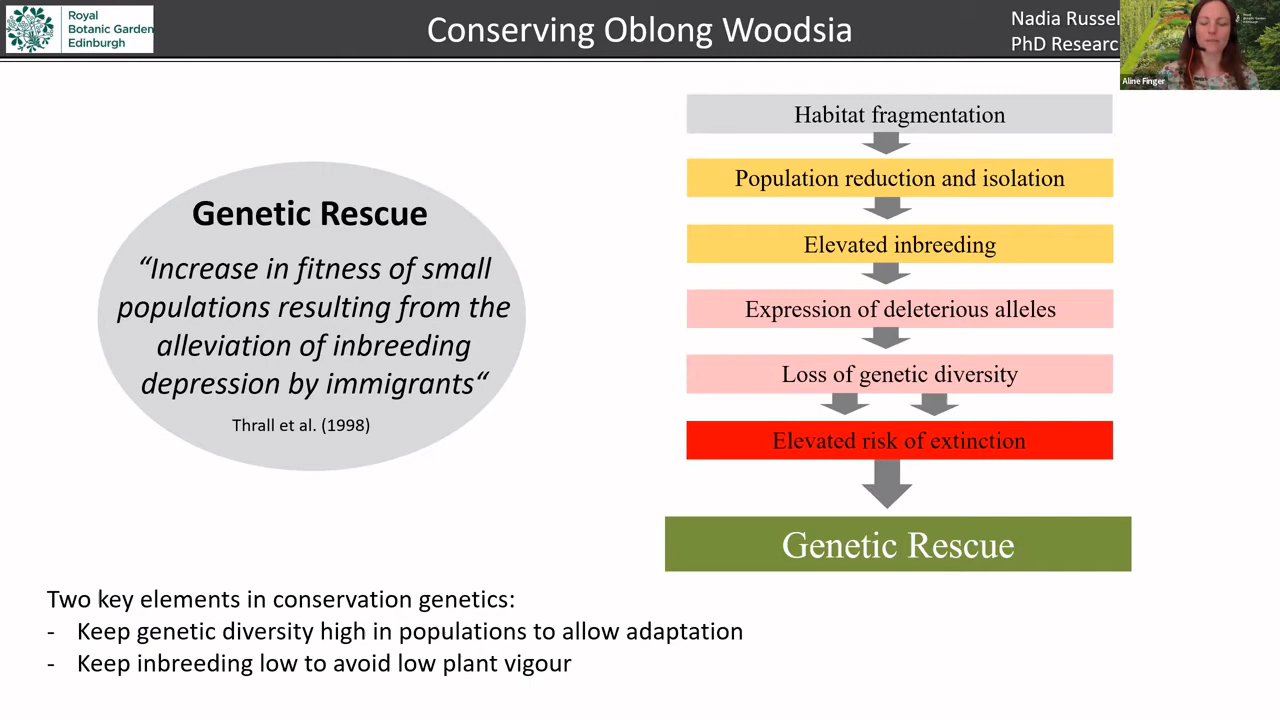 Royal
Botanic Garden
Edinburgh
Conserving Oblong Woodsia
Nadia Russel
PhD Researc
Aline Finger
Genetic Rescue
“Increase in fitness of small
populations resulting from the
alleviation of inbreeding
depression by immigrants“
Thrall et al. (1998)
Habitat fragmentation
Population reduction and isolation
Elevated inbreeding
Expression of deleterious alleles
Loss of genetic diversity
Elevated risk of extinction
Genetic Rescue
Two key elements in conservation genetics:
- Keep genetic diversity high in populations to allow adaptation
- Keep inbreeding low to avoid low plant vigour